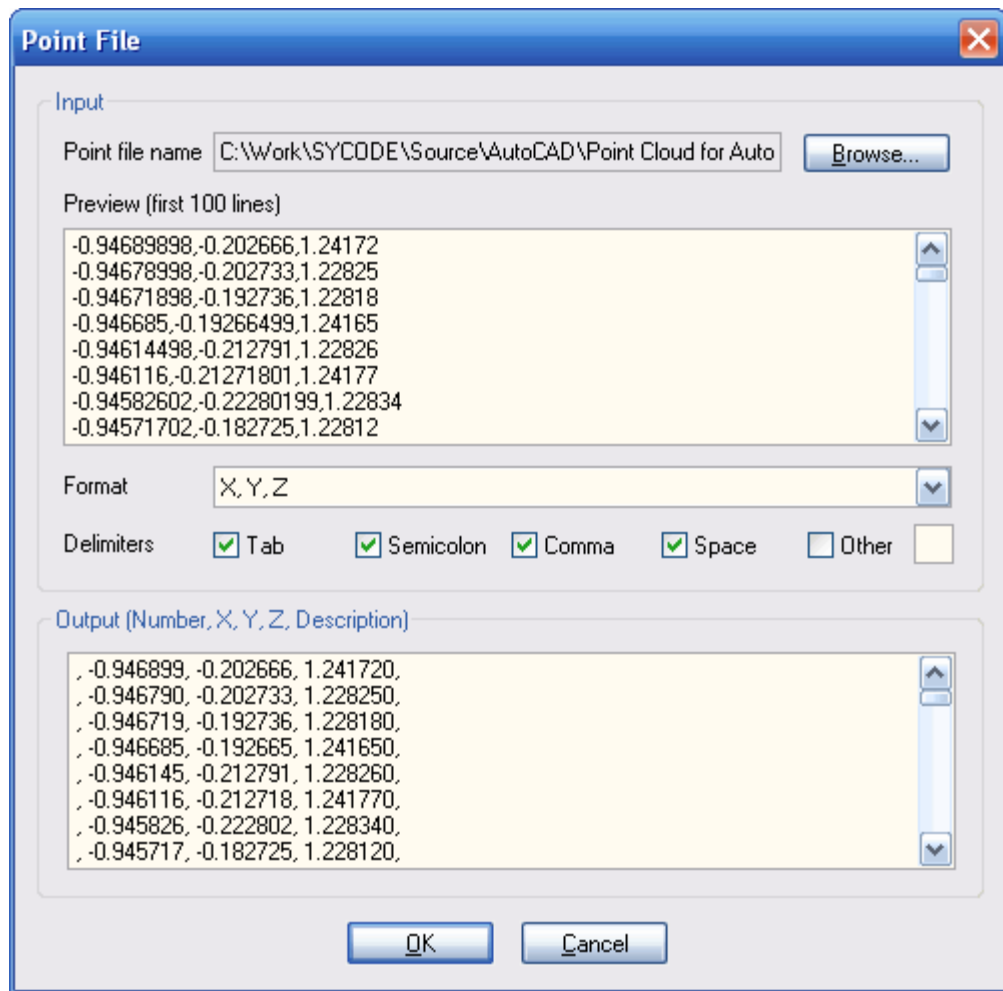 Point File
Input
Point file name C:\Work\SYCODE\Source\AutoCAD\Point Cloud for Auto Browse...
Preview (first 100 lines)
-0.94689898,-0.202666,1.24172
-0.94678998,-0.202733,1.22825
-0.94671898,-0.192736,1.22818
-0.946685,-0.19266499,1.24165
-0.94614498,-0.212791,1.22826
-0.946116,-0.21271801,1.24177
-0.94582602,-0.22280199,1.22834
-0.94571702,-0.182725,1.22812
Format X, Y, Z
Delimiters Tab Semicolon Comma Space Other
Output (Number, X, Y, Z, Description)
, -0.946899, -0.202666, 1.241720,
, -0.946790, -0.202733, 1.228250,
, -0.946719, -0.192736, 1.228180,
, -0.946685, -0.192665, 1.241650,
, -0.946145, -0.212791, 1.228260,
, -0.946116, -0.212718, 1.241770,
, -0.945826, -0.222802, 1.228340,
, -0.945717, -0.182725, 1.228120,
OK Cancel